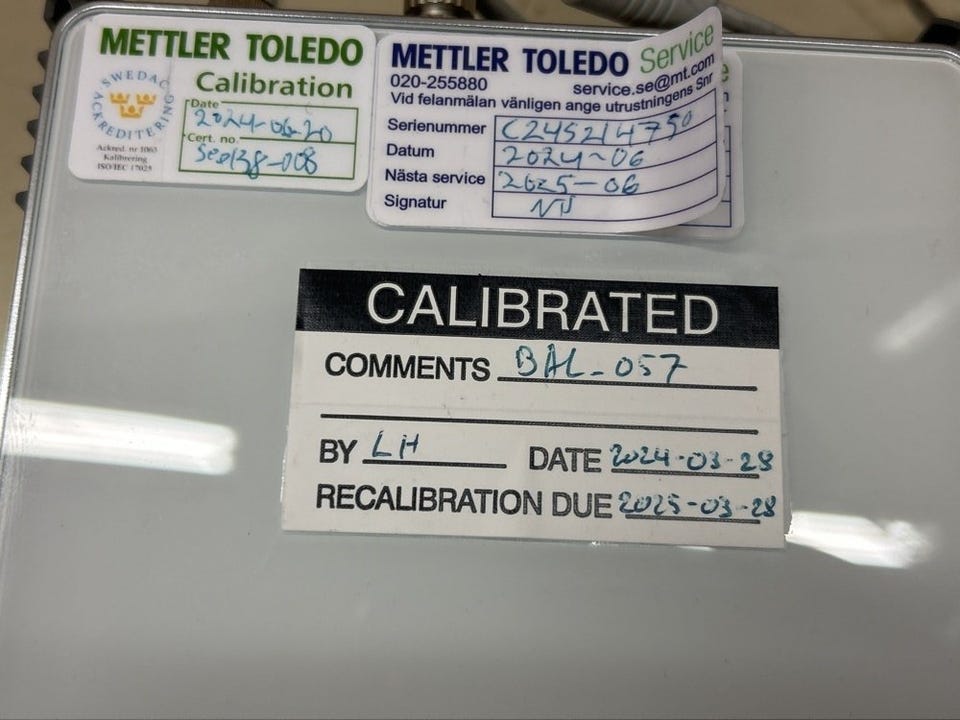 METTLER TOLEDO
Calibration
SWEDAC
ACKREDITERING
Ackred. nr 1063
Kalibrering
ISO/IEC 17025
Date
2024-06-20
Cert. no.
METTLER TOLEDO Service
020-255880 service.se@mt.com
Vid felanmälan vänligen ange utrustningens Snr
Serienummer C245214750
Datum 2024-06
Nästa service 2025-06
Signatur
CALIBRATED
COMMENTS BAL-057
BY LH DATE 2024-03-28
RECALIBRATION DUE 2025-03-28